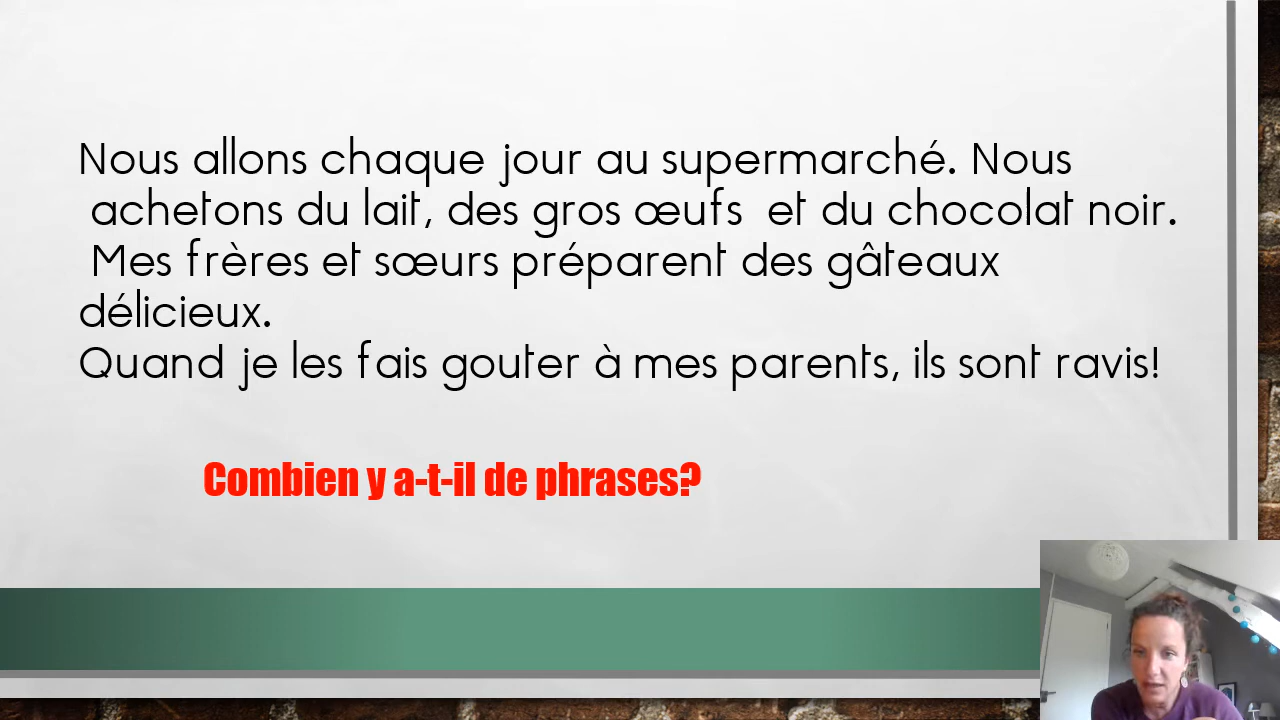 Nous allons chaque jour au supermarché. Nous
achetons du lait, des gros œufs  et du chocolat noir.
Mes frères et sœurs préparent des gâteaux
délicieux.
Quand je les fais gouter à mes parents, ils sont ravis!
Combien y a-t-il de phrases?